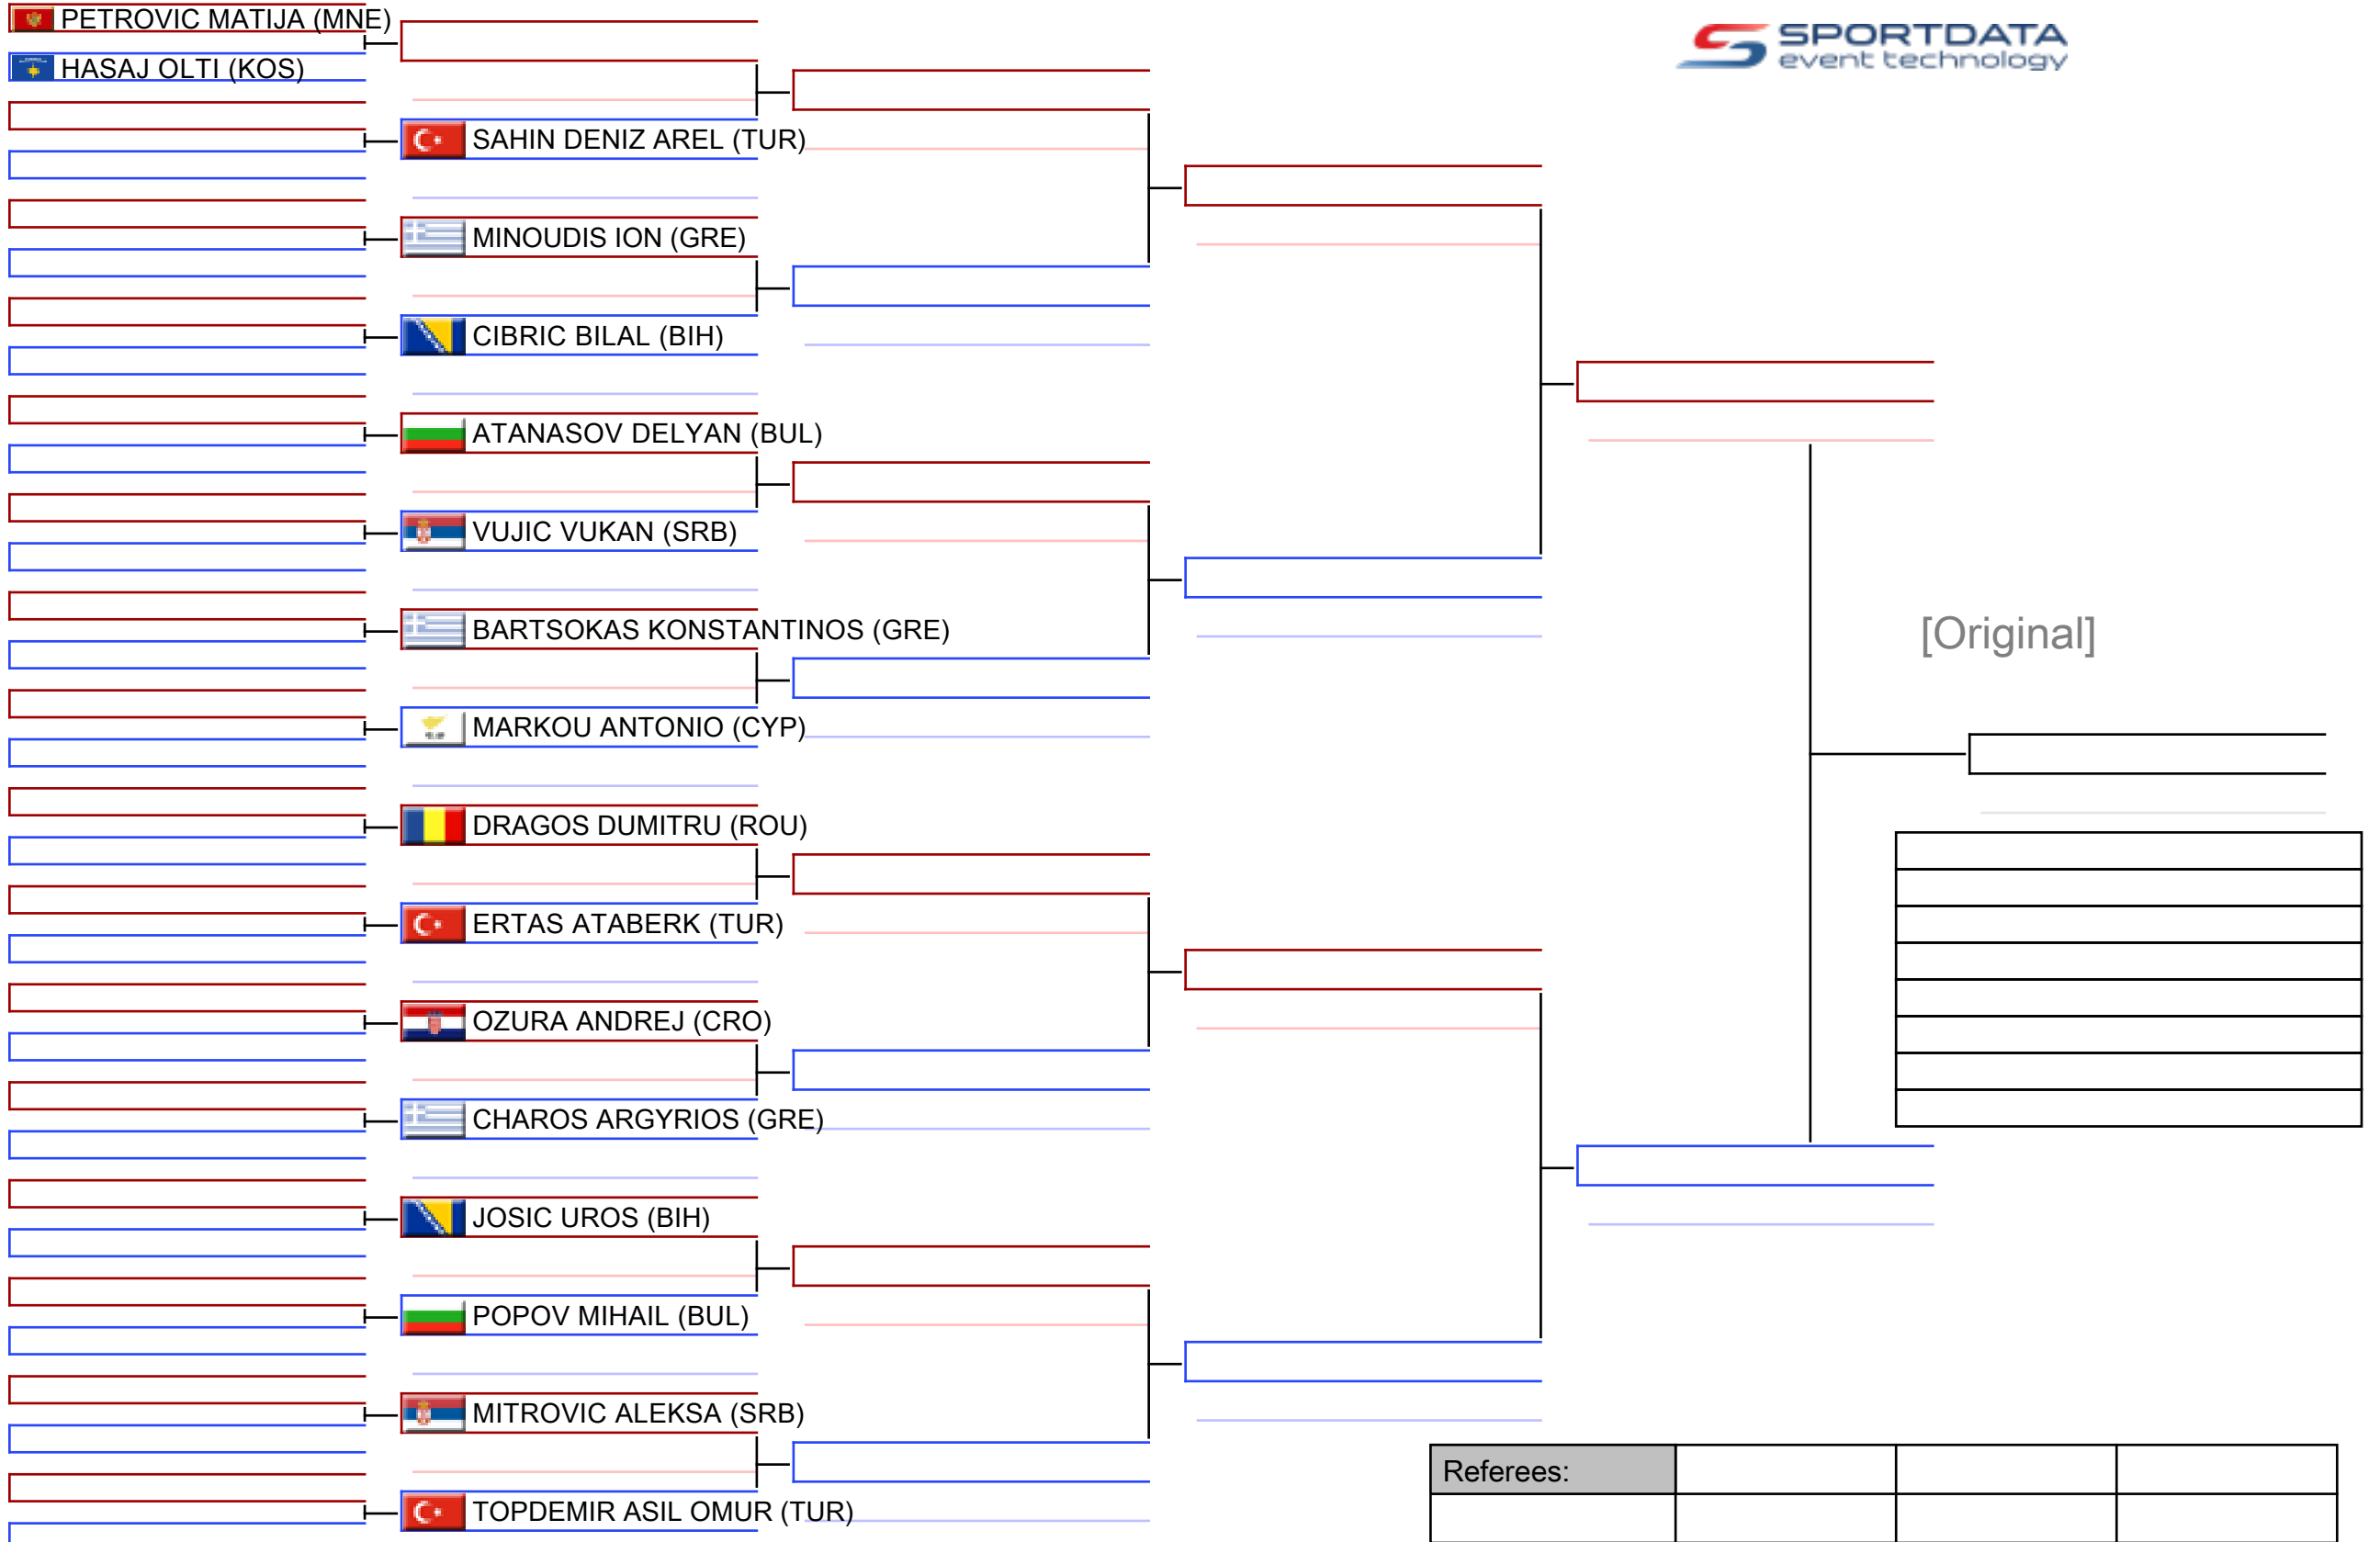 PETROVIC MATIJA (MNE)
HASAJ OLTI (KOS)
SPORTDATA
event technology
SAHIN DENIZ AREL (TUR)
MINOUDIS ION (GRE)
CIBRIC BILAL (BIH)
ATANASOV DELYAN (BUL)
VUJIC VUKAN (SRB)
BARTSOKAS KONSTANTINOS (GRE)
[Original]
MARKOU ANTONIO (CYP)
DRAGOS DUMITRU (ROU)
ERTAS ATABERK (TUR)
OZURA ANDREJ (CRO)
CHAROS ARGYRIOS (GRE)
JOSIC UROS (BIH)
POPOV MIHAIL (BUL)
MITROVIC ALEKSA (SRB)
Referees:
TOPDEMIR ASIL OMUR (TUR)